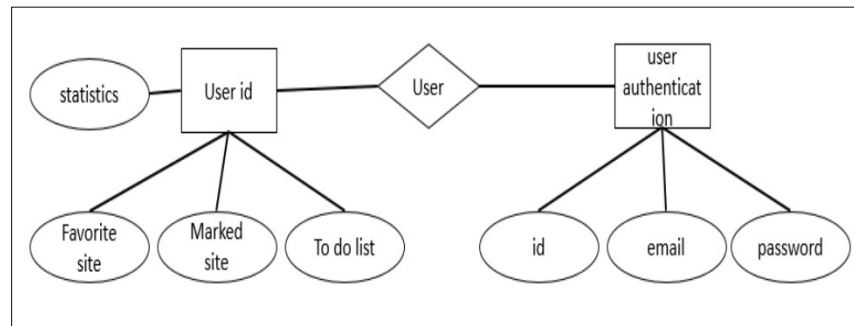 statistics
User id
User
user
authenticat
ion
Favorite
site
Marked
site
To do list
id
email
password